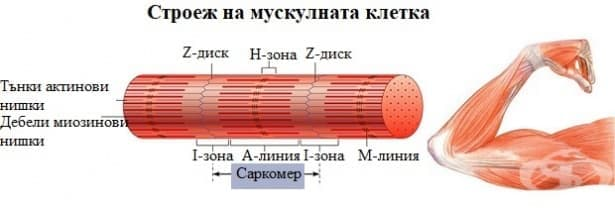 Строеж на мускулната клетка
Z-диск H-зона Z-диск
Тънки актинови
нишки
Дебели миозинови
нишки
I-зона A-линия I-зона М-линия
Саркомер